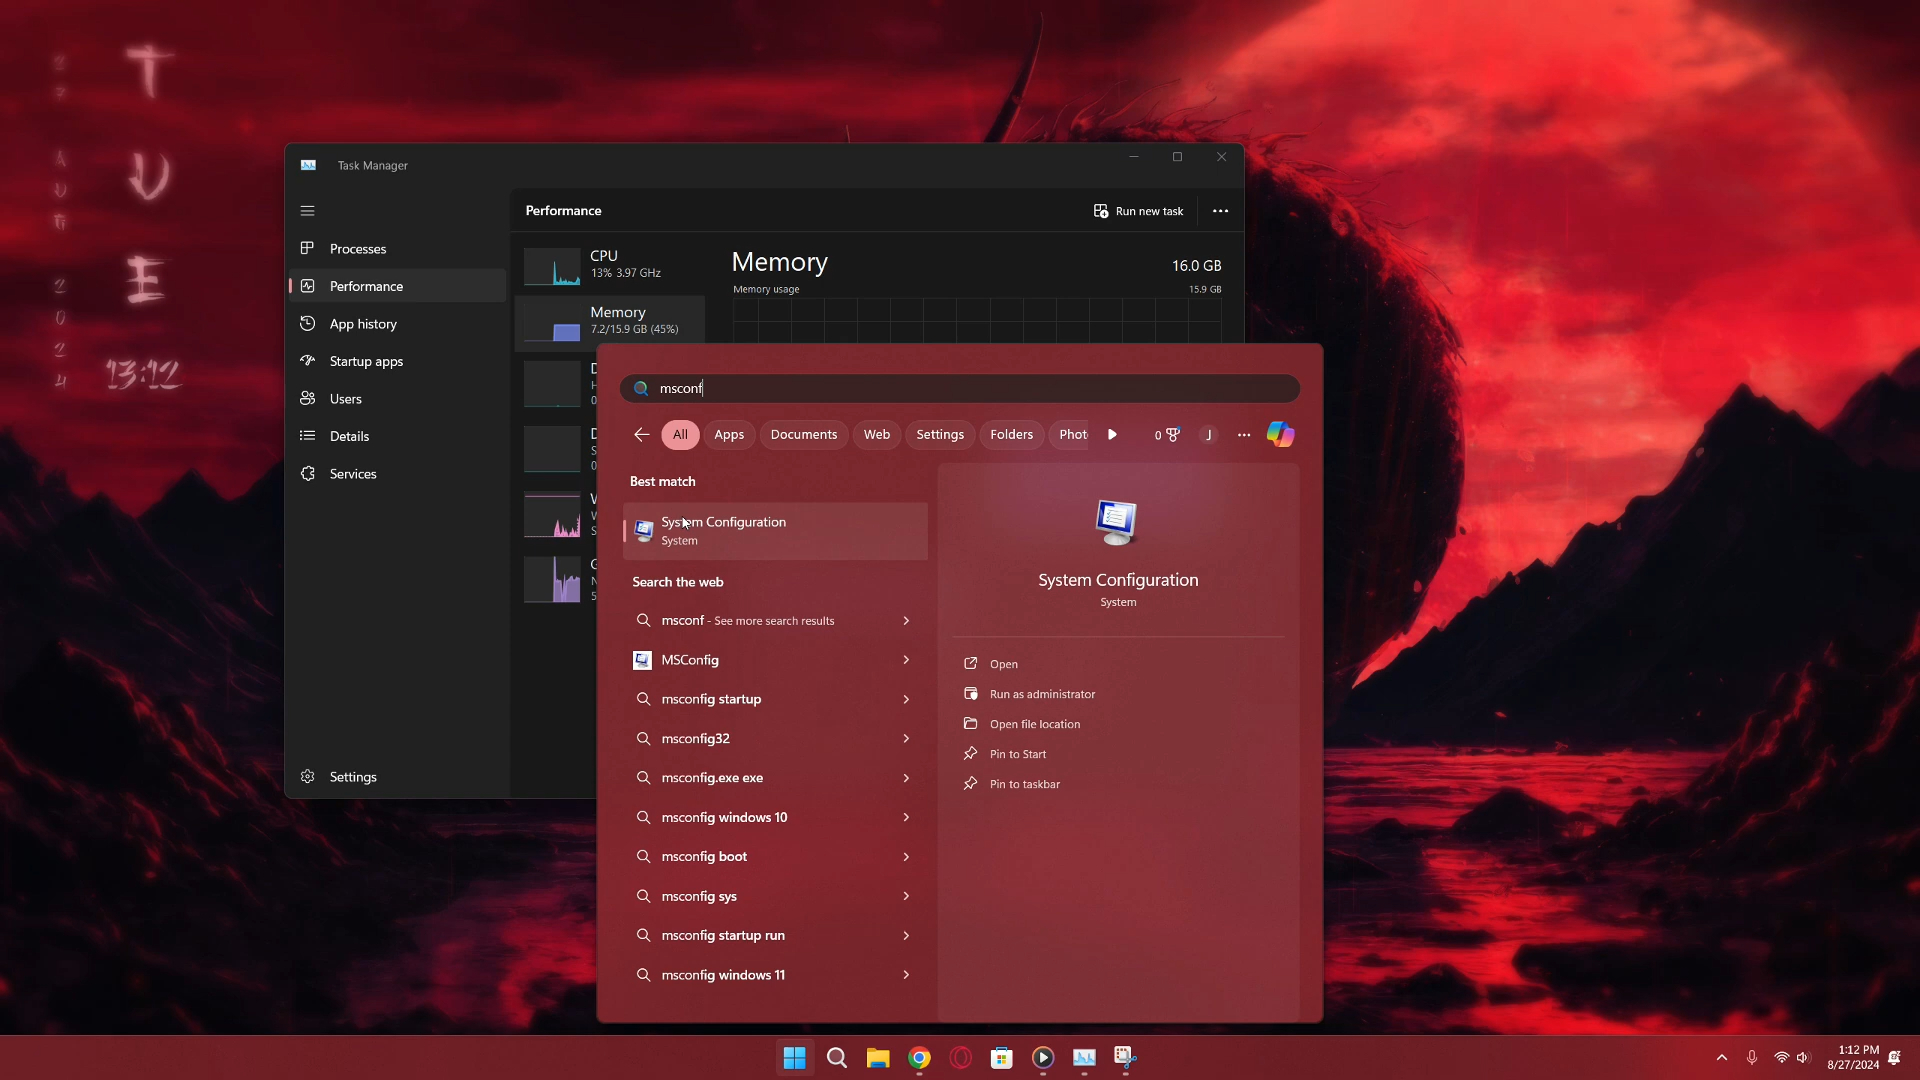 T
U
E
27
AUG
2024
13:12
Task Manager
Performance
Run new task
Processes
Performance
App history
Startup apps
Users
Details
Services
Settings
CPU
13% 3.97 GHz
Memory
7.2/15.9 GB (45%)
Memory
16.0 GB
Memory usage
15.9 GB
msconf
All
Apps
Documents
Web
Settings
Folders
Phot
0
J
Best match
System Configuration
System
Search the web
msconf - See more search results
MSConfig
msconfig startup
msconfig32
msconfig.exe exe
msconfig windows 10
msconfig boot
msconfig sys
msconfig startup run
msconfig windows 11
System Configuration
System
Open
Run as administrator
Open file location
Pin to Start
Pin to taskbar
1:12 PM
8/27/2024